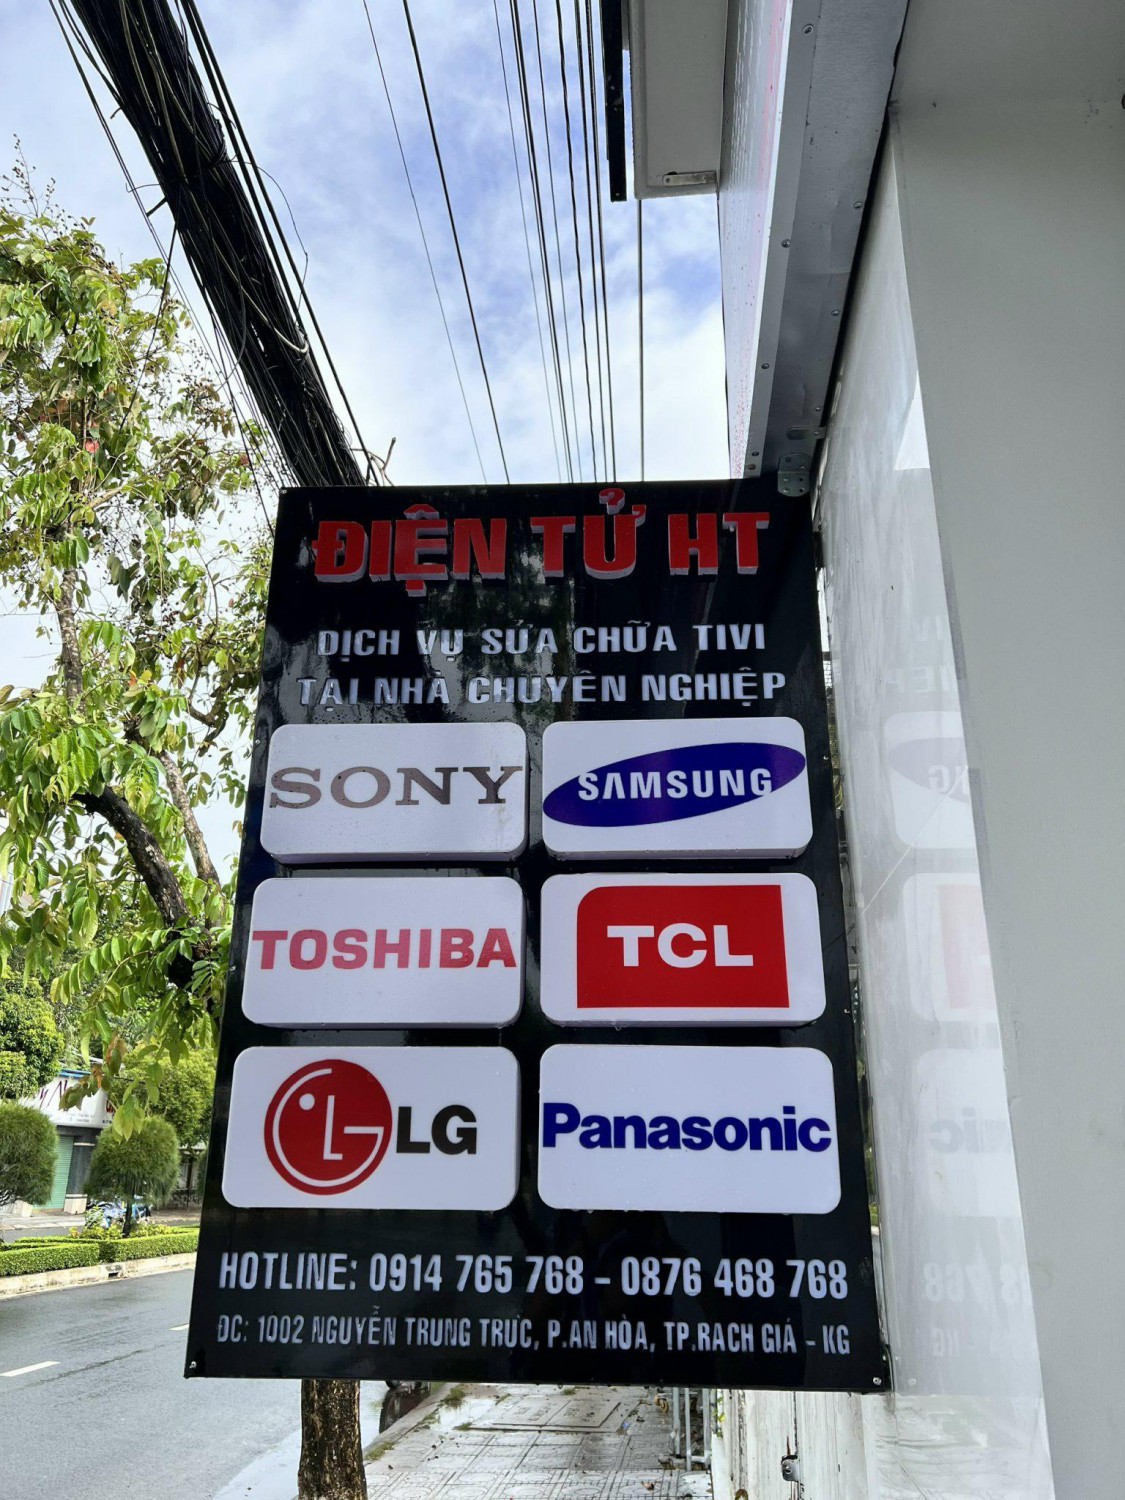 ĐIỆN TỬ HT
DỊCH VỤ SỬA CHỮA TIVI
TẠI NHÀ CHUYÊN NGHIỆP
SONY
SAMSUNG
TOSHIBA
TCL
LG
Panasonic
HOTLINE: 0914 765 768 - 0876 468 768
ĐC: 1002 NGUYỄN TRUNG TRỰC, P.AN HÒA, TP.RẠCH GIÁ - KG